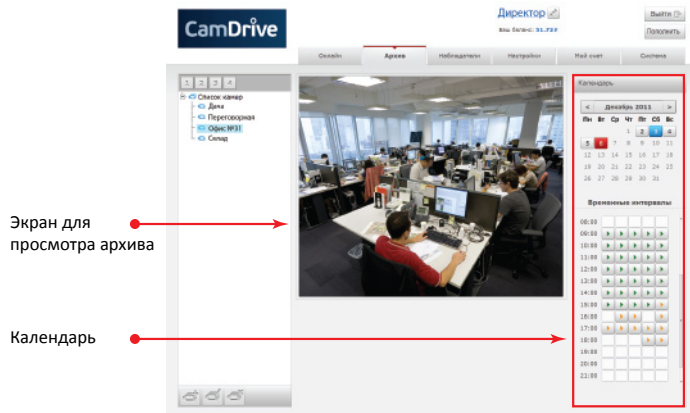 CamDrive
Директор
Ваш баланс: 51.727
Выйти
Пополнить
Онлайн
Архив
Наблюдатели
Настройки
Мой счет
Система
1 2 3 4
Список камер
Дача
Переговорная
Офис №31
Склад
Экран для
просмотра архива
Календарь
Календарь
< Декабрь 2011 >
Пн Вт Ср Чт Пт Сб Вс
1 2 3 4
5 6 7 8 9 10 11
12 13 14 15 16 17 18
19 20 21 22 23 24 25
26 27 28 29 30 31
Временные интервалы
08:00
09:00
10:00
11:00
12:00
13:00
14:00
15:00
16:00
17:00
18:00
19:00
20:00
21:00